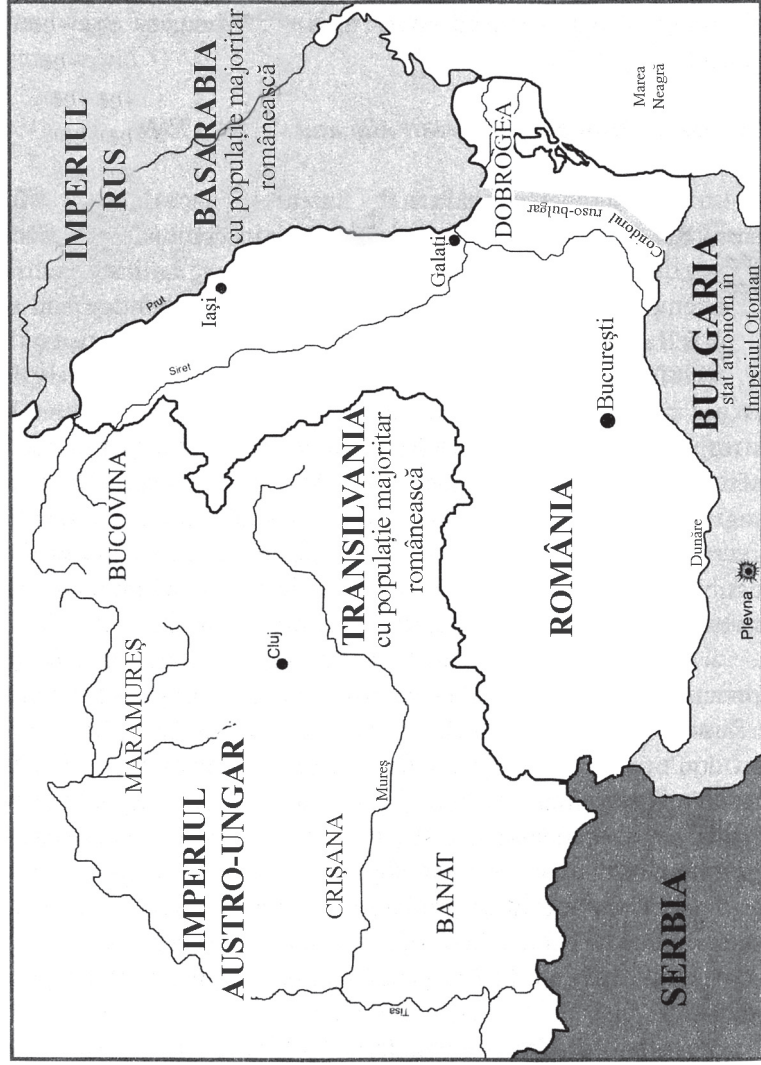 IMPERIUL
RUS
BASARABIA
cu populație majoritar
românească
Prut
Iași
Siret
BUCOVINA
MARAMUREȘ
IMPERIUL
AUSTRO-UNGAR
Cluj
TRANSILVANIA
cu populație majoritar
românească
Mureș
CRIȘANA
BANAT
Tisa
Galați
DOBROGEA
Condorul ruso-bulgar
Marea
Neagră
București
ROMÂNIA
Dunăre
BULGARIA
stat autonom în
Imperiul Otoman
Plevna
SERBIA